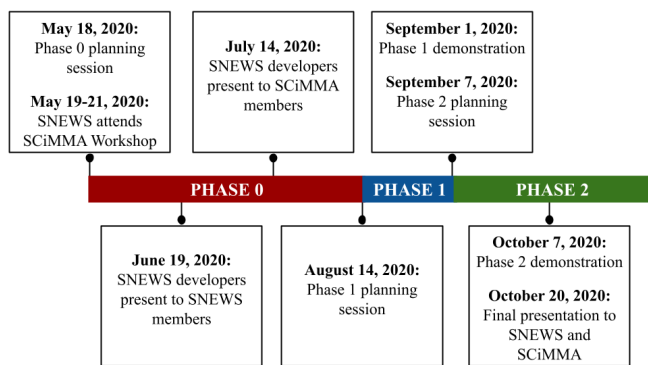 May 18, 2020:
Phase 0 planning
session
May 19-21, 2020:
SNEWS attends
SCiMMA Workshop
July 14, 2020:
SNEWS developers
present to SCiMMA
members
September 1, 2020:
Phase 1 demonstration
September 7, 2020:
Phase 2 planning
session
PHASE 0
PHASE 1
PHASE 2
June 19, 2020:
SNEWS developers
present to SNEWS
members
August 14, 2020:
Phase 1 planning
session
October 7, 2020:
Phase 2 demonstration
October 20, 2020:
Final presentation to
SNEWS and
SCiMMA